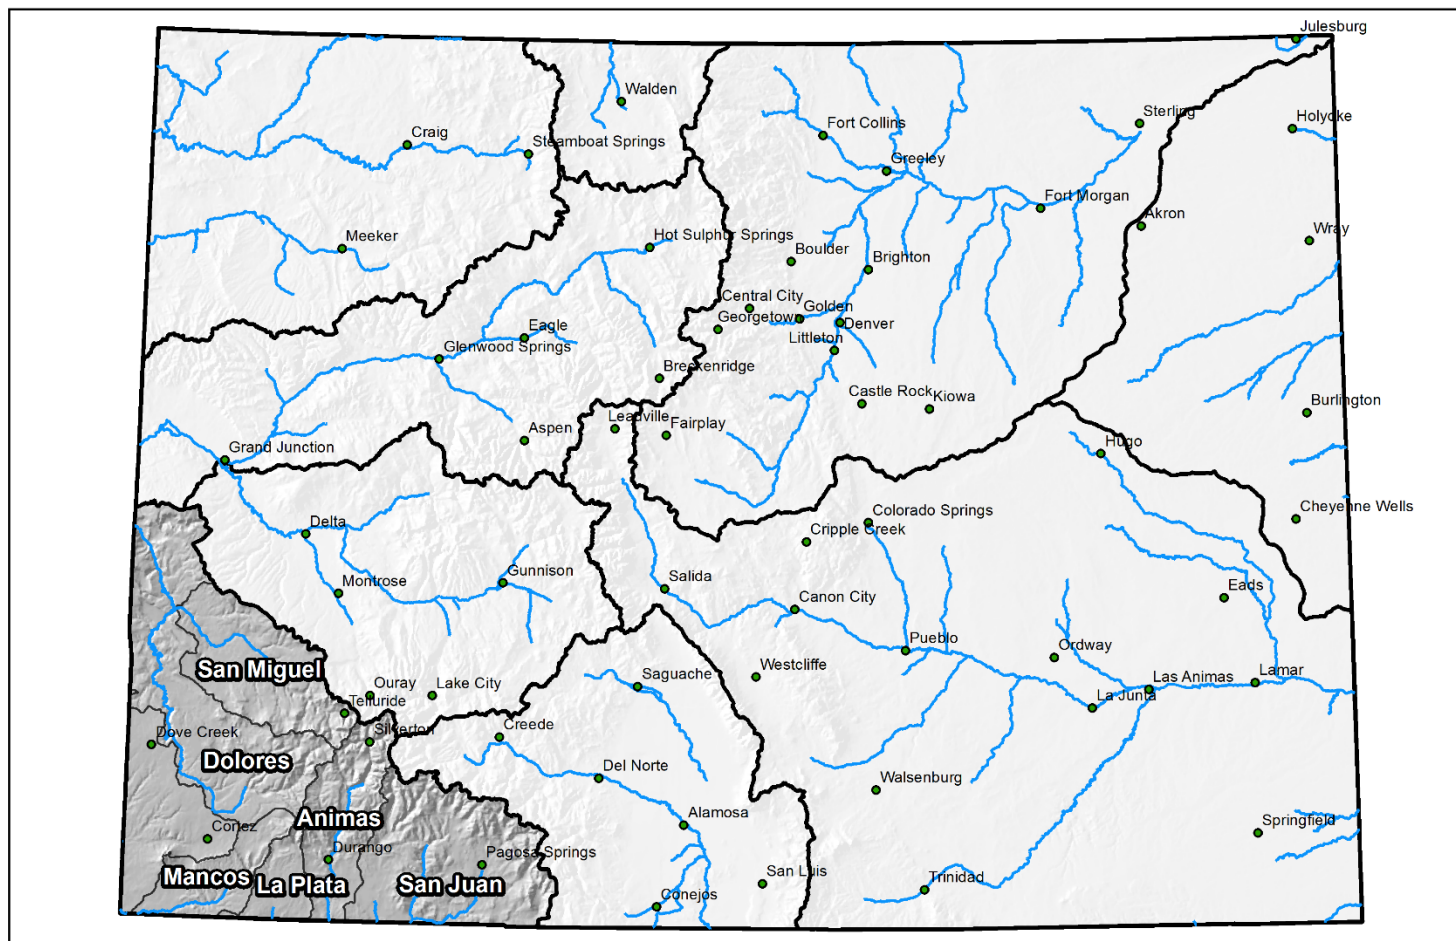 Julesburg
Walden
Sterling
Holyoke
Fort Collins
Craig
Steamboat Springs
Greeley
Fort Morgan
Akron
Wray
Meeker
Hot Sulphur Springs
Boulder
Brighton
Central City
Golden
Georgetown
Denver
Eagle
Littleton
Glenwood Springs
Breckenridge
Castle Rock
Kiowa
Burlington
Leadville
Fairplay
Aspen
Hugo
Grand Junction
Cheyenne Wells
Colorado Springs
Delta
Cripple Creek
Gunnison
Montrose
Salida
Eads
Canon City
Pueblo
Ordway
San Miguel
Westcliffe
Saguache
Las Animas
Lamar
Ouray
Lake City
Telluride
La Junta
Creede
Silverton
Dove Creek
Dolores
Del Norte
Walsenburg
Alamosa
Animas
Cortez
Springfield
Durango
Pagosa Springs
Mancos
La Plata
San Juan
San Luis
Trinidad
Conejos